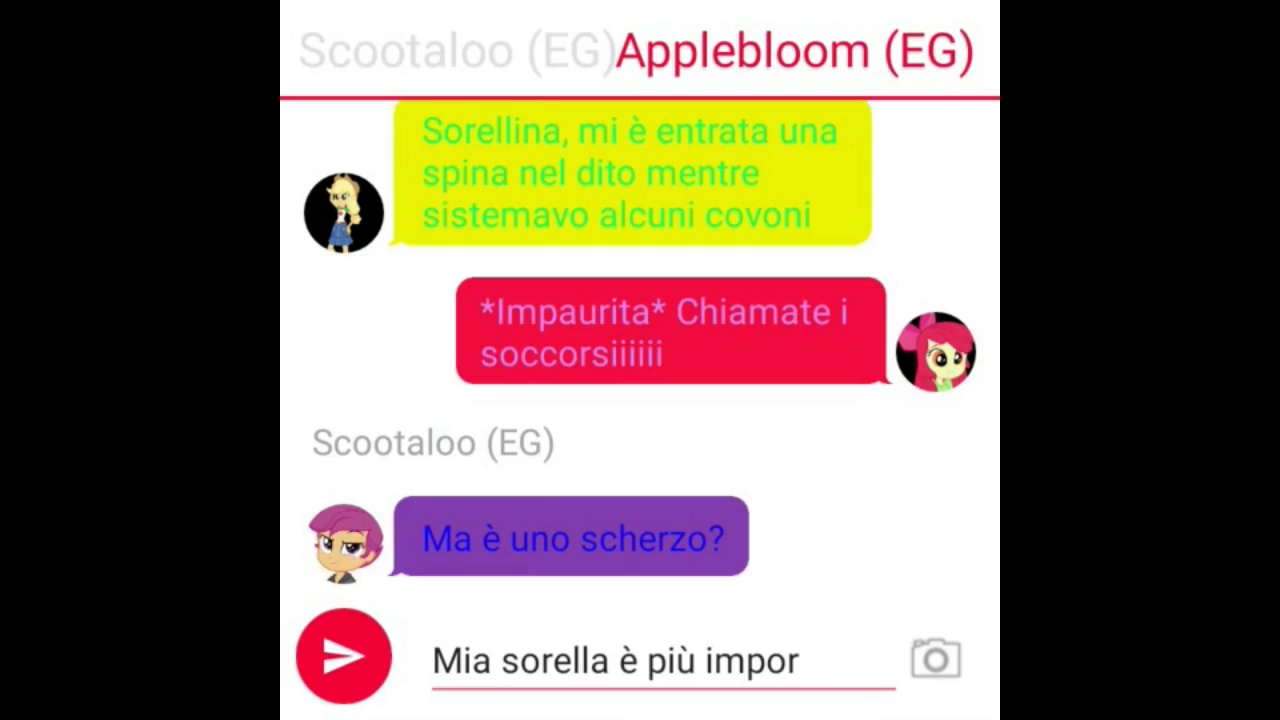 Scootaloo (EG) Applebloom (EG)
Sorellina, mi è entrata una
spina nel dito mentre
sistemavo alcuni covoni
*Impaurita* Chiamate i
soccorsiiiiii
Scootaloo (EG)
Ma è uno scherzo?
Mia sorella è più impor